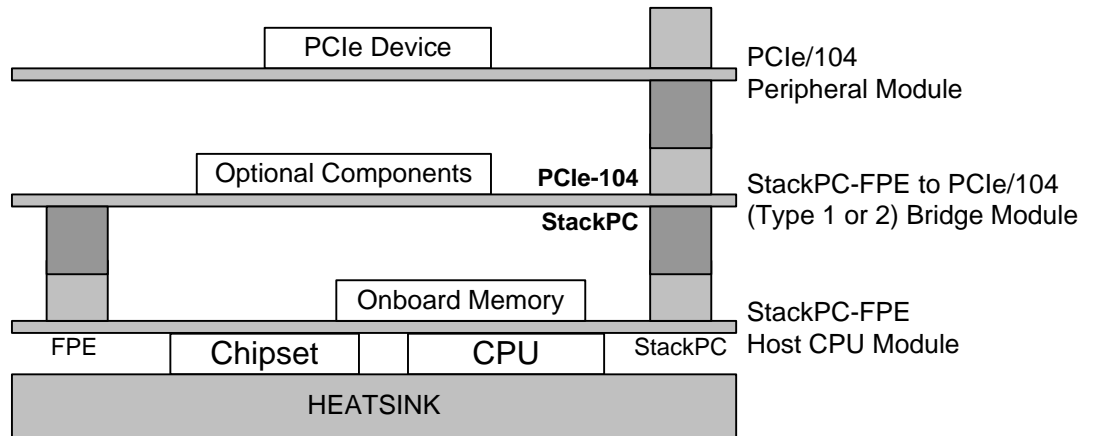 PCIe Device
PCIe/104
Peripheral Module
Optional Components
PCIe-104
StackPC
StackPC-FPE to PCIe/104
(Type 1 or 2) Bridge Module
Onboard Memory
StackPC-FPE
Host CPU Module
FPE
Chipset
CPU
StackPC
HEATSINK